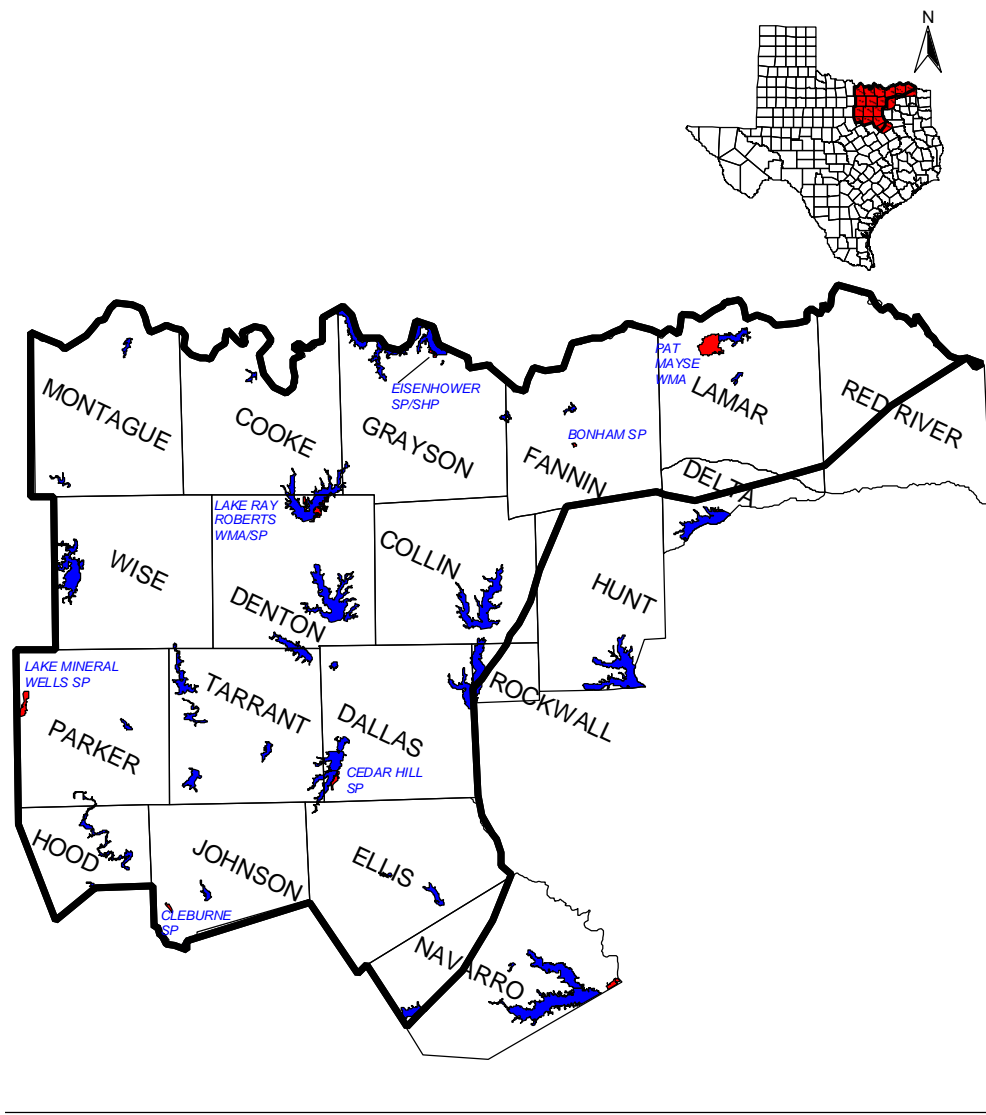 N
PAT
MAYSE
WMA
EISENHOWER
SP/SHP
MONTAGUE
COOKE
GRAYSON
LAMAR
RED RIVER
BONHAM SP
FANNIN
DELTA
LAKE RAY
ROBERTS
WMA/SP
WISE
DENTON
COLLIN
HUNT
LAKE MINERAL
WELLS SP
PARKER
TARRANT
DALLAS
ROCKWALL
CEDAR HILL
SP
HOOD
JOHNSON
ELLIS
CLEBURNE
SP
NAVARRO